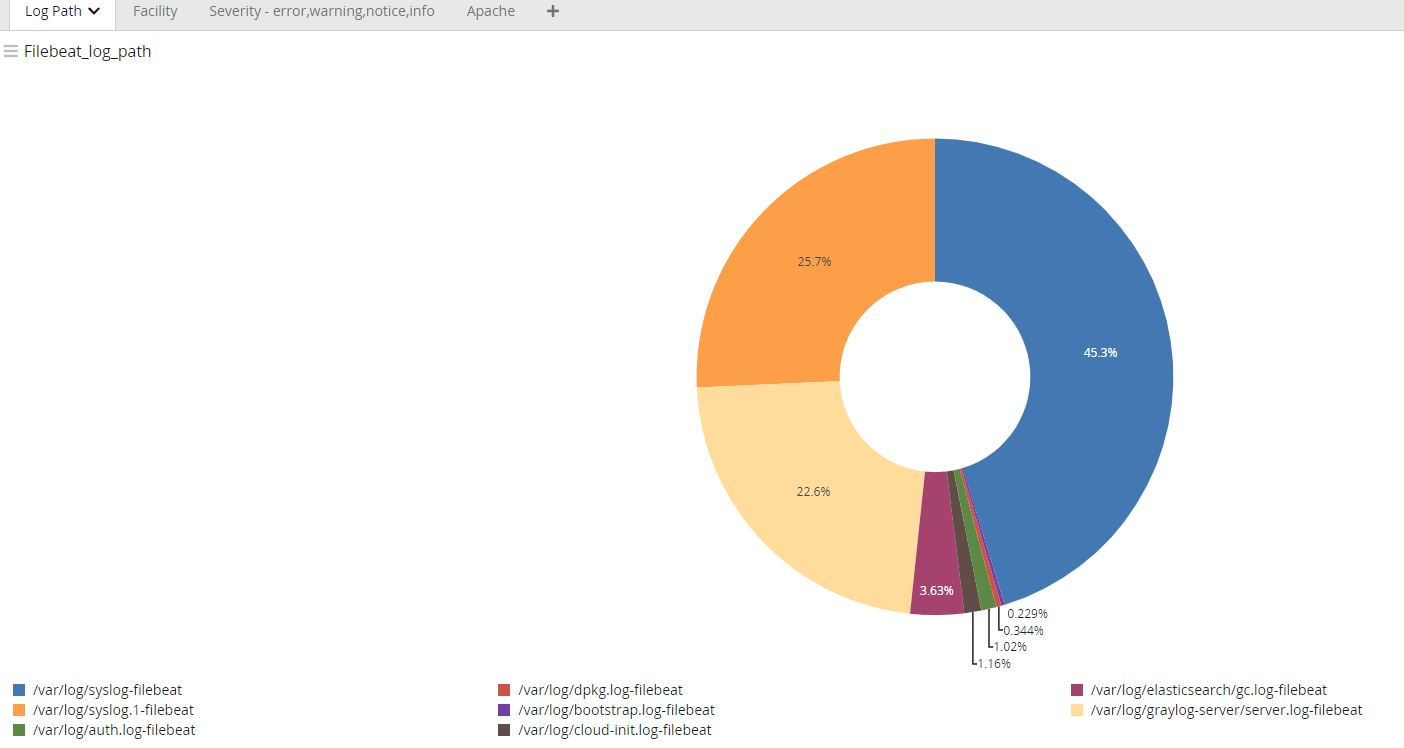 Log Path Facility Severity - error,warning,notice,info Apache +
Filebeat_log_path
25.7%
45.3%
22.6%
3.63%
0.229%
0.344%
1.02%
1.16%
/var/log/syslog-filebeat /var/log/dpkg.log-filebeat /var/log/elasticsearch/gc.log-filebeat
/var/log/syslog.1-filebeat /var/log/bootstrap.log-filebeat /var/log/graylog-server/server.log-filebeat
/var/log/auth.log-filebeat /var/log/cloud-init.log-filebeat